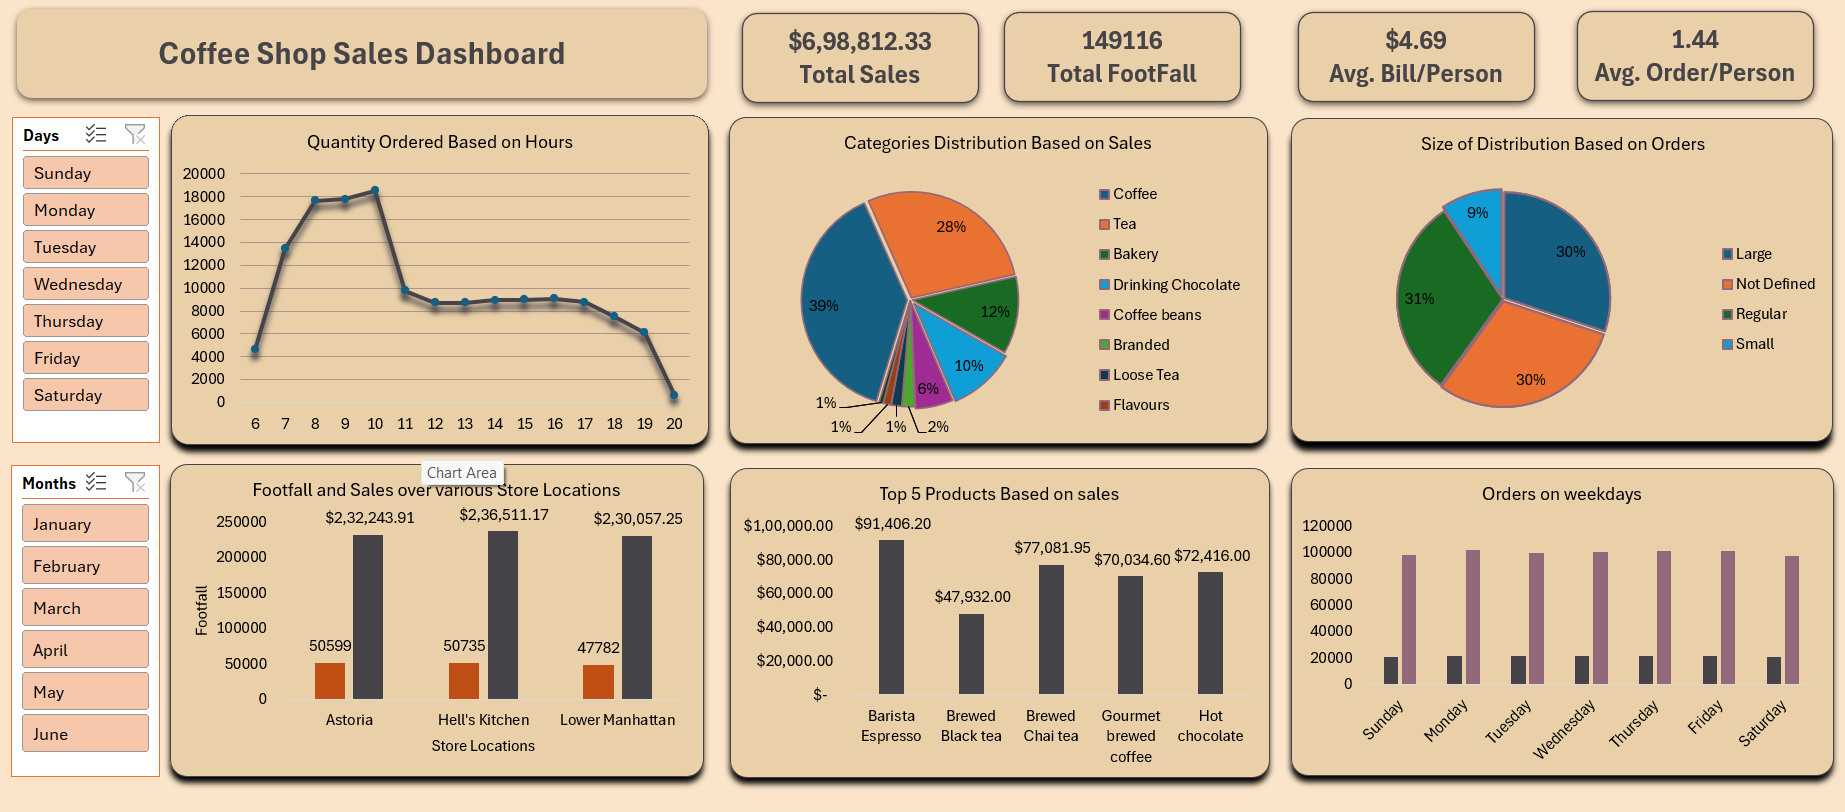 Coffee Shop Sales Dashboard
$6,98,812.33
Total Sales
149116
Total FootFall
$4.69
Avg. Bill/Person
1.44
Avg. Order/Person
Days
Sunday
Monday
Tuesday
Wednesday
Thursday
Friday
Saturday
Quantity Ordered Based on Hours
20000
18000
16000
14000
12000
10000
8000
6000
4000
2000
0
6 7 8 9 10 11 12 13 14 15 16 17 18 19 20
Categories Distribution Based on Sales
28%
39%
12%
10%
6%
1%
1%
1%
2%
Coffee
Tea
Bakery
Drinking Chocolate
Coffee beans
Branded
Loose Tea
Flavours
Size of Distribution Based on Orders
9%
30%
31%
30%
Large
Not Defined
Regular
Small
Months
January
February
March
April
May
June
Chart Area
Footfall and Sales over various Store Locations
250000
200000
150000
100000
50000
0
Footfall
$2,32,243.91
$2,36,511.17
$2,30,057.25
50599
50735
47782
Astoria
Hell's Kitchen
Lower Manhattan
Store Locations
Top 5 Products Based on sales
$1,00,000.00
$80,000.00
$60,000.00
$40,000.00
$20,000.00
$-
$91,406.20
$47,932.00
$77,081.95
$70,034.60
$72,416.00
Barista
Espresso
Brewed
Black tea
Brewed
Chai tea
Gourmet
brewed
coffee
Hot
chocolate
Orders on weekdays
120000
100000
80000
60000
40000
20000
0
Sunday
Monday
Tuesday
Wednesday
Thursday
Friday
Saturday